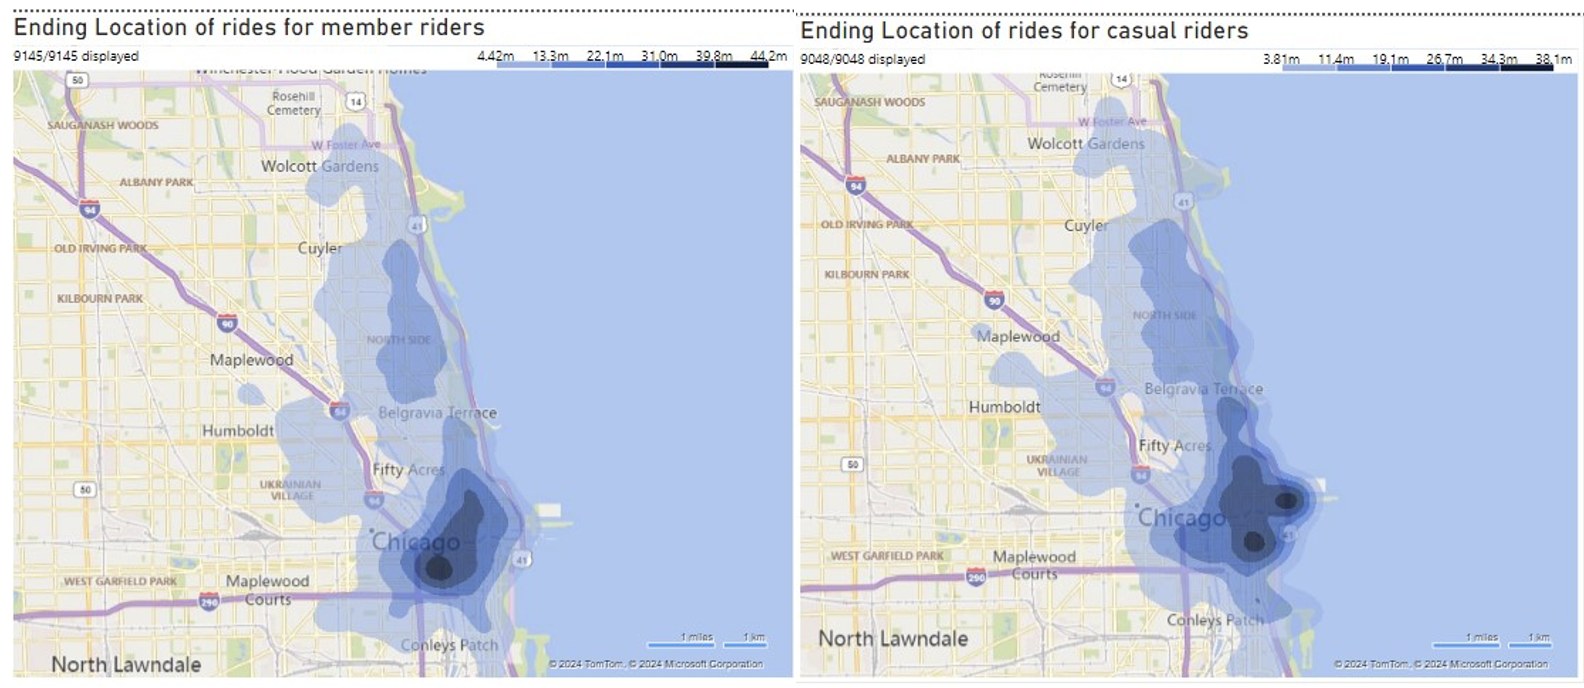 Ending Location of rides for member riders
9145/9145 displayed
4.42m 13.3m 22.1m 31.0m 39.8m 44.2m
50
Winchester-Hood Garden Homes
Rosehill
Cemetery
14
SAUGANASH WOODS
W Foster Ave
Wolcott Gardens
ALBANY PARK
94
41
OLD IRVING PARK
Cuyler
KILBOURN PARK
90
NORTH SIDE
Maplewood
94
Belgravia Terrace
Humboldt
Fifty Acres
50
UKRAINIAN
VILLAGE
94
Chicago
41
WEST GARFIELD PARK
Maplewood
Courts
290
Conleys Patch
1 miles 1 km
North Lawndale
© 2024 TomTom, © 2024 Microsoft Corporation
Ending Location of rides for casual riders
9048/9048 displayed
3.81m 11.4m 19.1m 26.7m 34.3m 38.1m
Rosehill
Cemetery
14
SAUGANASH WOODS
W Foster Ave
Wolcott Gardens
ALBANY PARK
94
41
OLD IRVING PARK
Cuyler
KILBOURN PARK
90
NORTH SIDE
Maplewood
94
Belgravia Terrace
Humboldt
Fifty Acres
50
UKRAINIAN
VILLAGE
94
Chicago
41
WEST GARFIELD PARK
Maplewood
Courts
290
Conleys Patch
North Lawndale
1 miles 1 km
© 2024 TomTom, © 2024 Microsoft Corporation